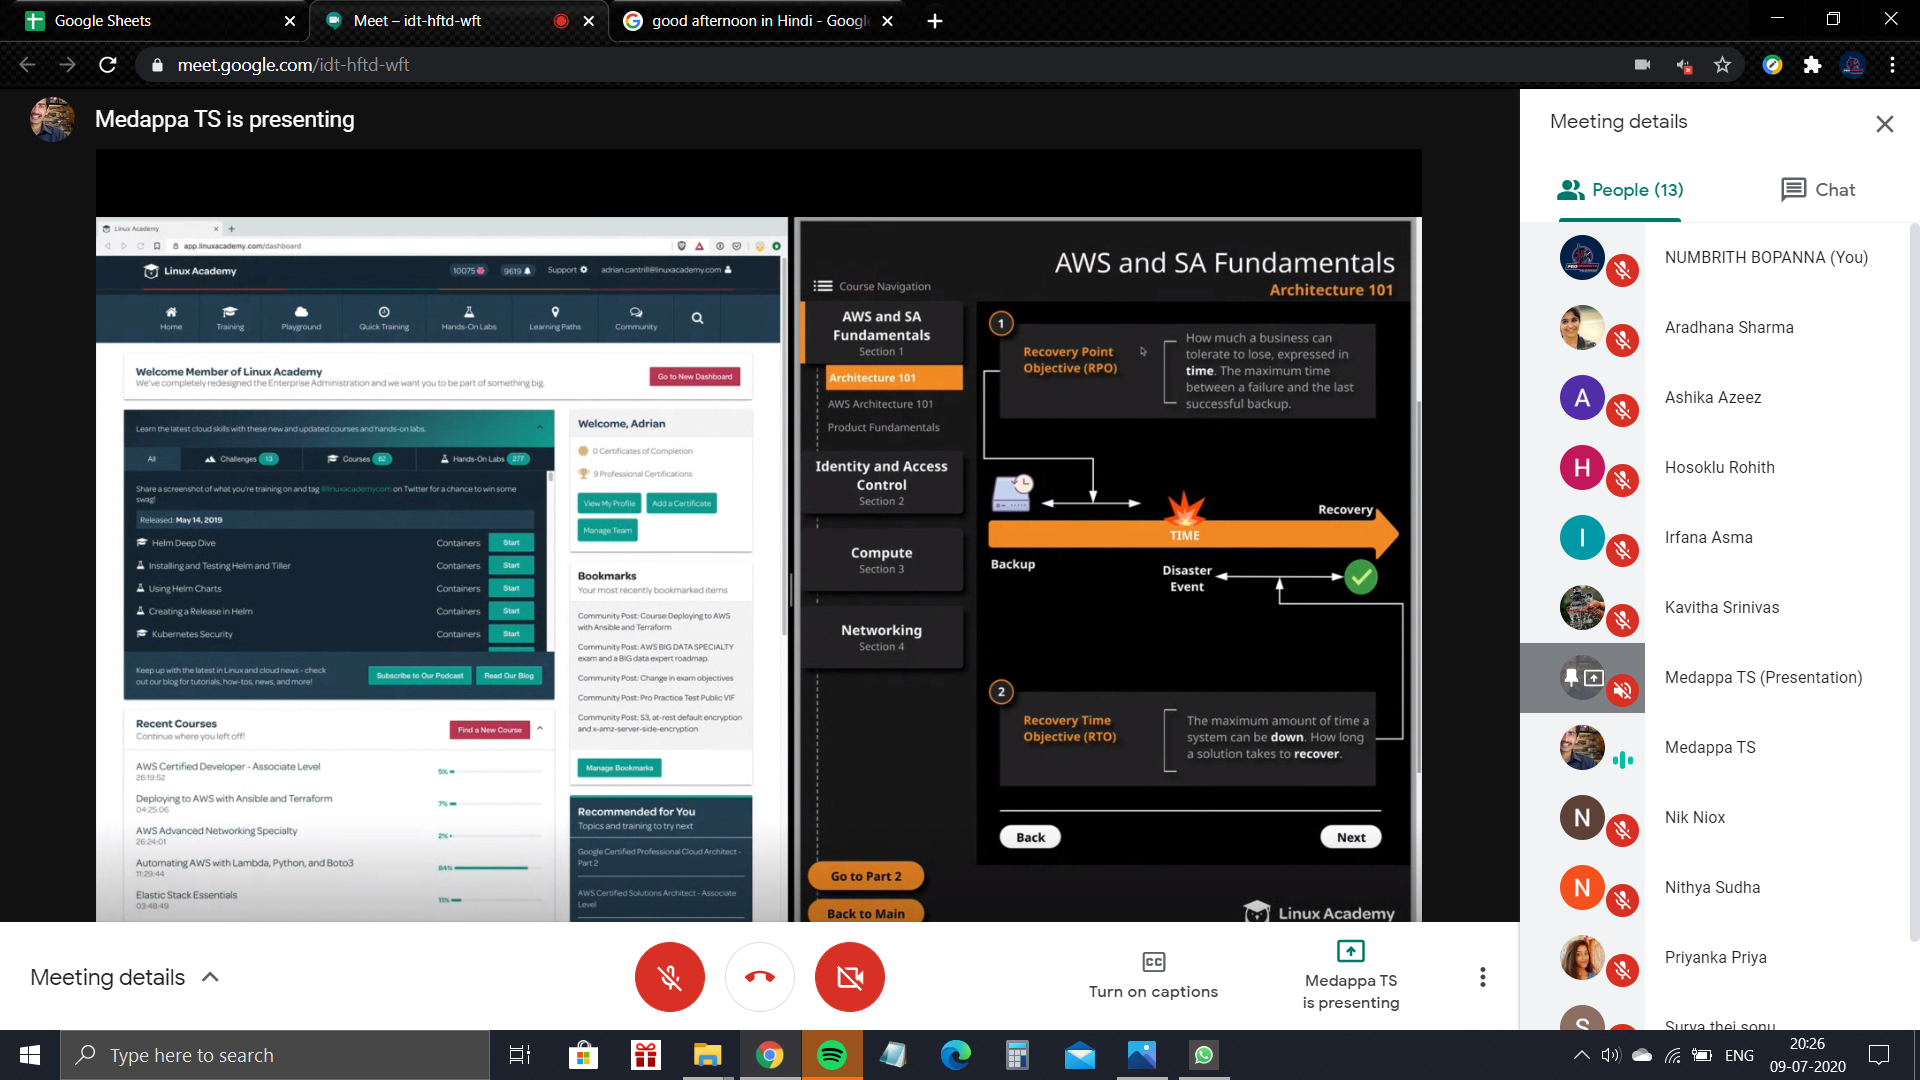 Google Sheets
Meet – idt-hftd-wft
good afternoon in Hindi - Google
meet.google.com/idt-hftd-wft
Medappa TS is presenting
Linux Academy
app.linuxacademy.com/dashboard
Linux Academy
10075
9619
Support
adrian.cantrill@linuxacademy.com
Home
Training
Playground
Quick Training
Hands-On Labs
Learning Paths
Community
Welcome Member of Linux Academy
We've completely redesigned the Enterprise Administration and we want you to be part of something big.
Go to New Dashboard
Learn the latest cloud skills with these new and updated courses and hands-on labs.
All
Challenges 13
Courses 62
Hands-On Labs 277
Share a screenshot of what you're training on and tag @linuxacademycom on Twitter for a chance to win some
swag!
Released: May 14, 2019
Helm Deep Dive Containers Start
Installing and Testing Helm and Tiller Containers Start
Using Helm Charts Containers Start
Creating a Release in Helm Containers Start
Kubernetes Security Containers Start
Keep up with the latest in Linux and cloud news - check
out our blog for tutorials, how-tos, news, and more!
Subscribe to Our Podcast
Read Our Blog
Recent Courses
Continue where you left off!
Find a New Course
AWS Certified Developer - Associate Level
26:19:52
5%
Deploying to AWS with Ansible and Terraform
04:25:06
7%
AWS Advanced Networking Specialty
26:24:01
2%
Automating AWS with Lambda, Python, and Boto3
11:29:44
84%
Elastic Stack Essentials
03:48:49
11%
Welcome, Adrian
0 Certificates of Completion
9 Professional Certifications
View My Profile
Add a Certificate
Manage Team
Bookmarks
Your most recently bookmarked items
Community Post: Course:Deploying to AWS
with Ansible and Terraform
Community Post: AWS BIG DATA SPECIALTY
exam and a BIG data expert roadmap.
Community Post: Change in exam objectives
Community Post: Pro Practice Test Public VIF
Community Post: S3, at-rest default encryption
and x-amz-server-side-encryption
Manage Bookmarks
Recommended for You
Topics and training to try next
Google Certified Professional Cloud Architect -
Part 2
AWS Certified Solutions Architect - Associate
Level
AWS and SA Fundamentals
Architecture 101
Course Navigation
AWS and SA
Fundamentals
Section 1
Architecture 101
AWS Architecture 101
Product Fundamentals
Identity and Access
Control
Section 2
Compute
Section 3
Networking
Section 4
Go to Part 2
Back to Main
1
Recovery Point
Objective (RPO)
How much a business can
tolerate to lose, expressed in
time. The maximum time
between a failure and the last
successful backup.
Recovery
TIME
Backup
Disaster
Event
2
Recovery Time
Objective (RTO)
The maximum amount of time a
system can be down. How long
a solution takes to recover.
Back
Next
Linux Academy
Meeting details
People (13)
Chat
NUMBRITH BOPANNA (You)
Aradhana Sharma
A
Ashika Azeez
H
Hosoklu Rohith
I
Irfana Asma
Kavitha Srinivas
Medappa TS (Presentation)
Medappa TS
N
Nik Niox
N
Nithya Sudha
Priyanka Priya
S
Surya thej sonu
Meeting details
CC
Turn on captions
Medappa TS
is presenting
Type here to search
ENG
20:26
09-07-2020